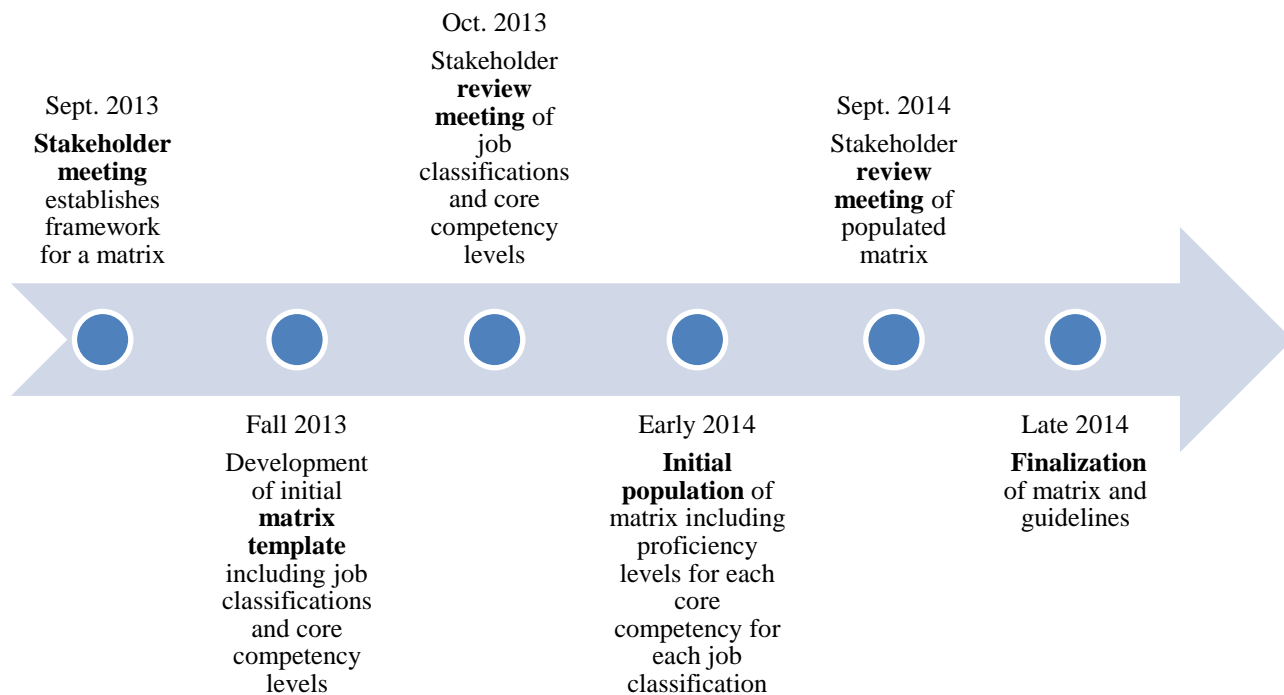 Sept. 2013
Stakeholder
meeting
establishes
framework
for a matrix
Fall 2013
Development
of initial
matrix
template
including job
classifications
and core
competency
levels
Oct. 2013
Stakeholder
review
meeting of
job
classifications
and core
competency
levels
Early 2014
Initial
population of
matrix including
proficiency
levels for each
core
competency for
each job
classification
Sept. 2014
Stakeholder
review
meeting of
populated
matrix
Late 2014
Finalization
of matrix and
guidelines